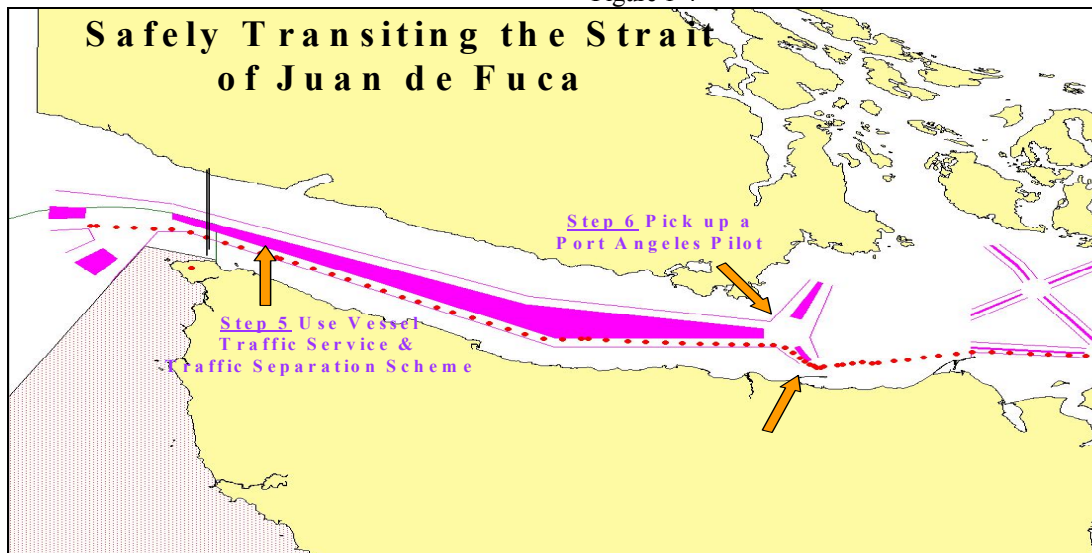 Safely Transiting the Strait
of Juan de Fuca
Step 6 Pick up a
Port Angeles Pilot
Step 5 Use Vessel
Traffic Service &
Traffic Separation Scheme